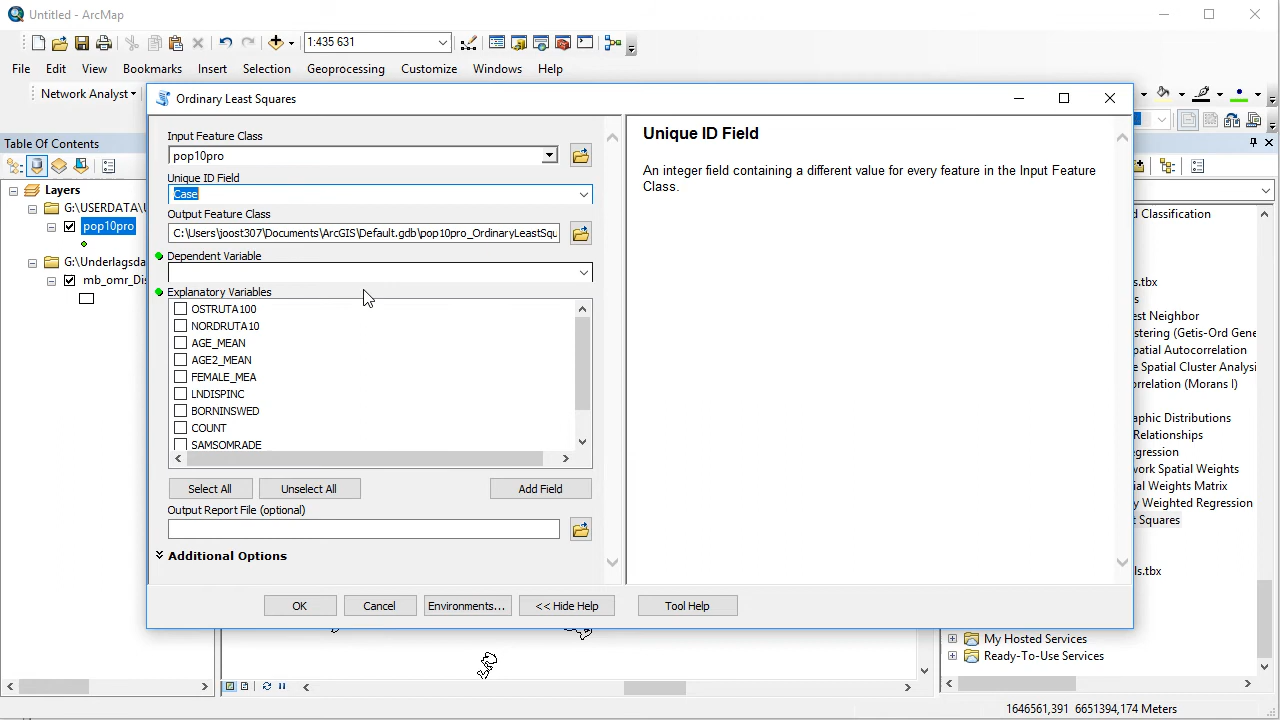 Untitled - ArcMap
1:435 631
File Edit View Bookmarks Insert Selection Geoprocessing Customize Windows Help
Network Analyst
Table Of Contents
Layers
G:\USERDATA\
pop10pro
G:\Underlagsda
mb_omr_Di
Ordinary Least Squares
Input Feature Class
pop10pro
Unique ID Field
Case
Output Feature Class
C:\Users\joost307\Documents\ArcGIS\Default.gdb\pop10pro_OrdinaryLeastSqu
Dependent Variable
Explanatory Variables
OSTRUTA100
NORDRUTA10
AGE_MEAN
AGE2_MEAN
FEMALE_MEA
LNDISPINC
BORNINSWED
COUNT
SAMSOMRADE
Select All Unselect All Add Field
Output Report File (optional)
Additional Options
OK Cancel Environments... << Hide Help Tool Help
Unique ID Field
An integer field containing a different value for every feature in the Input Feature
Class.
d Classification
s.tbx
s
est Neighbor
stering (Getis-Ord Gene
patial Autocorrelation
e Spatial Cluster Analysi
orrelation (Morans I)
aphic Distributions
Relationships
egression
work Spatial Weights
ial Weights Matrix
y Weighted Regression
t Squares
ls.tbx
My Hosted Services
Ready-To-Use Services
1646561,391 6651394,174 Meters